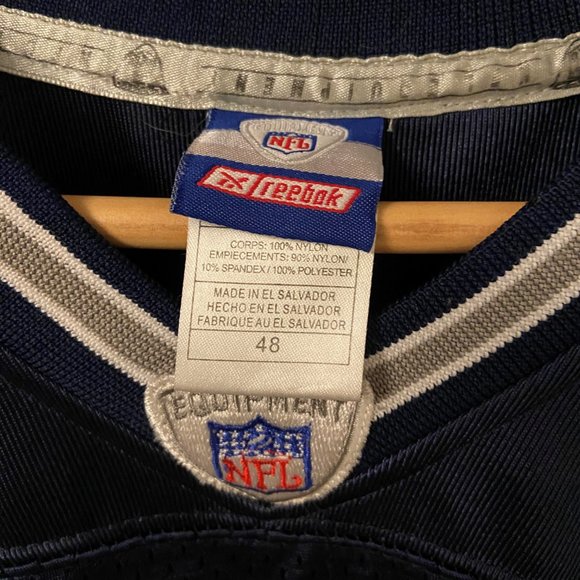 NFL
Reebok
CORPS: 100% NYLON
EMPIECEMENTS: 90% NYLON/
10% SPANDEX / 100% POLYESTER
MADE IN EL SALVADOR
HECHO EN EL SALVADOR
FABRIQUE AU EL SALVADOR
48
EQUIPMENT
NFL